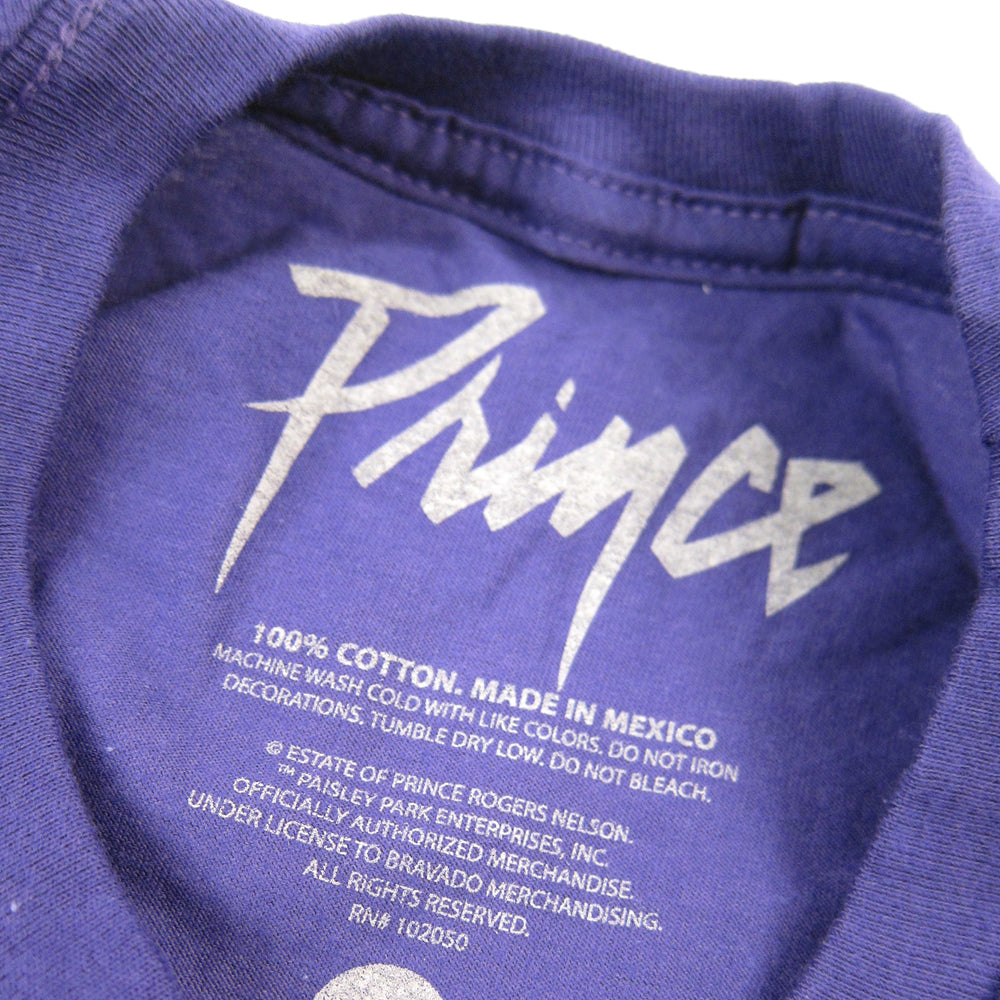 Prince
100% COTTON. MADE IN MEXICO
MACHINE WASH COLD WITH LIKE COLORS. DO NOT IRON
DECORATIONS. TUMBLE DRY LOW. DO NOT BLEACH.
© ESTATE OF PRINCE ROGERS NELSON.
™ PAISLEY PARK ENTERPRISES, INC.
OFFICIALLY AUTHORIZED MERCHANDISE.
UNDER LICENSE TO BRAVADO MERCHANDISING.
ALL RIGHTS RESERVED.
RN# 102050